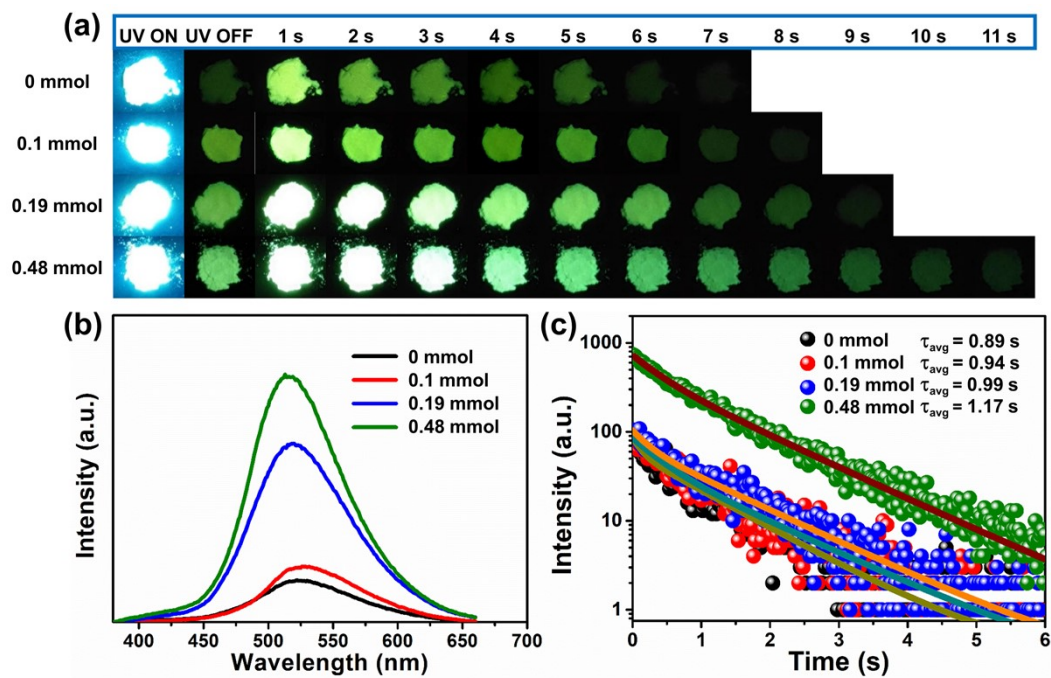 (a)
UV ON UV OFF 1 s 2 s 3 s 4 s 5 s 6 s 7 s 8 s 9 s 10 s 11 s
0 mmol
0.1 mmol
0.19 mmol
0.48 mmol
(b)
0 mmol
0.1 mmol
0.19 mmol
0.48 mmol
Intensity (a.u.)
400 450 500 550 600 650 700
Wavelength (nm)
(c)
0 mmol τavg = 0.89 s
0.1 mmol τavg = 0.94 s
0.19 mmol τavg = 0.99 s
0.48 mmol τavg = 1.17 s
Intensity (a.u.)
1000
100
10
1
0 1 2 3 4 5 6
Time (s)